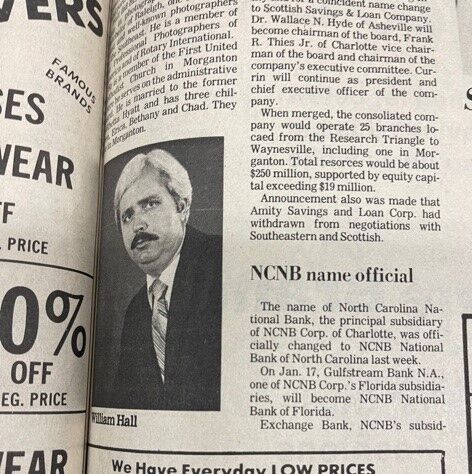 VERS
FAMOUS
BRANDS
SES
WEAR
FF
. PRICE
0%
OFF
EG. PRICE
EAR
of Raleigh, one
well-known photographers
He is a member of
Professional Photographers of
and of Rotary International.
member of the First United
Church in Morganton
serves on the administrative
He is married to the former
Hyatt and has three chil-
Erica, Bethany and Chad. They
Morganton.
William Hall
for a coincident name change
to Scottish Savings & Loan Company.
Dr. Wallace N. Hyde of Asheville will
become chairman of the board, Frank
R. Thies Jr. of Charlotte vice chair-
man of the board and chairman of the
company's executive committee. Cur-
rin will continue as president and
chief executive officer of the com-
pany.
When merged, the consoliated com-
pany would operate 25 branches lo-
caed from the Research Triangle to
Waynesville, including one in Mor-
ganton. Total resorces would be about
$250 million, supported by equity capi-
tal exceeding $19 million.
Announcement also was made that
Amity Savings and Loan Corp. had
withdrawn from negotiations with
Southeastern and Scottish.
NCNB name official
The name of North Carolina Na-
tional Bank, the principal subsidiary
of NCNB Corp. of Charlotte, was offi-
cially changed to NCNB National
Bank of North Carolina last week.
On Jan. 17, Gulfstream Bank N.A.,
one of NCNB Corp.'s Florida subsidia-
ries, will become NCNB National
Bank of Florida.
Exchange Bank, NCNB's subsid-
We Have Everyday LOW PRICES